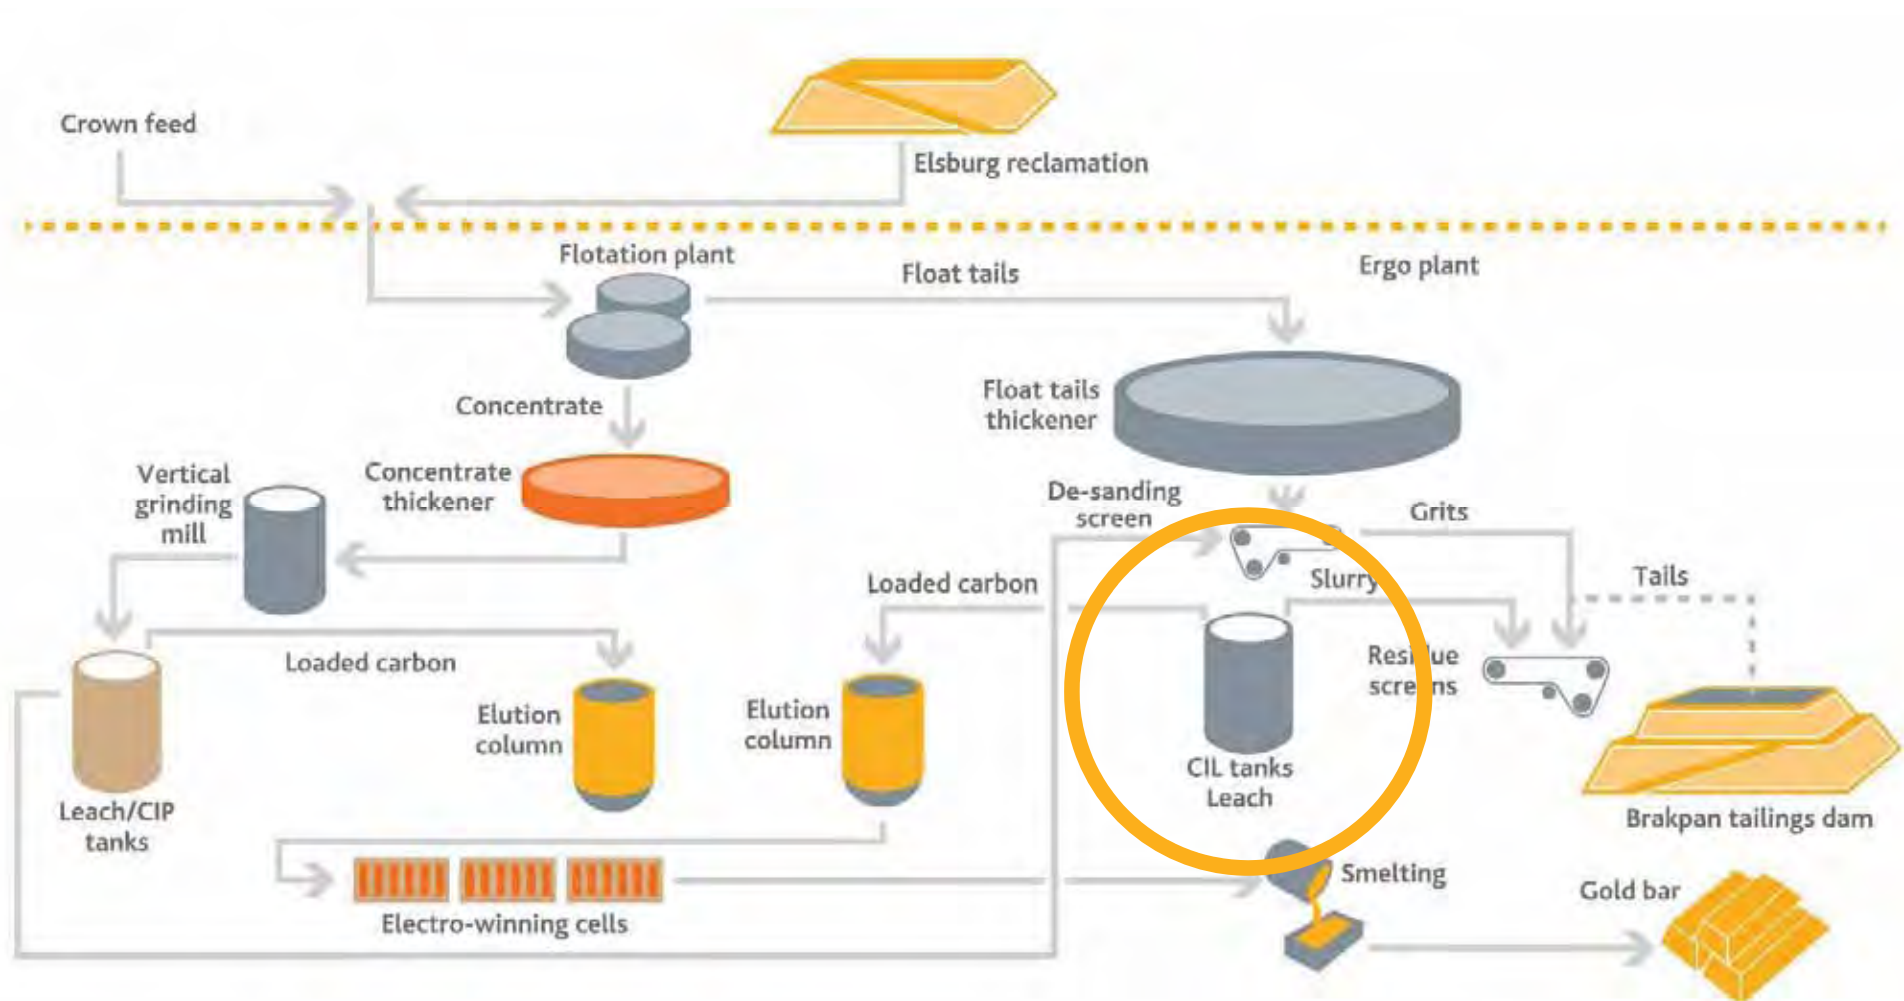 Crown feed
Elsburg reclamation
Flotation plant
Float tails
Ergo plant
Concentrate
Float tails
thickener
Vertical
grinding
mill
Concentrate
thickener
De-sanding
screen
Grits
Loaded carbon
Slurry
Tails
Loaded carbon
Residue
screens
Elution
column
Elution
column
CIL tanks
Leach
Leach/CIP
tanks
Brakpan tailings dam
Smelting
Gold bar
Electro-winning cells